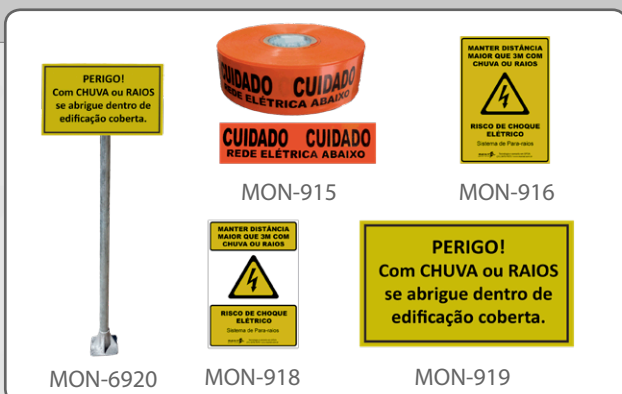 PERIGO!
Com CHUVA ou RAIOS
se abrigue dentro de
edificação coberta.
MON-6920
CUIDADO CUIDADO
REDE ELÉTRICA ABAIXO
CUIDADO CUIDADO
REDE ELÉTRICA ABAIXO
MON-915
MANTER DISTÂNCIA
MAIOR QUE 3M COM
CHUVA OU RAIOS
RISCO DE CHOQUE
ELÉTRICO
Sistema de Para-raios
MON-916
MANTER DISTÂNCIA
MAIOR QUE 3M COM
CHUVA OU RAIOS
RISCO DE CHOQUE
ELÉTRICO
Sistema de Para-raios
MON-918
PERIGO!
Com CHUVA ou RAIOS
se abrigue dentro de
edificação coberta.
MON-919